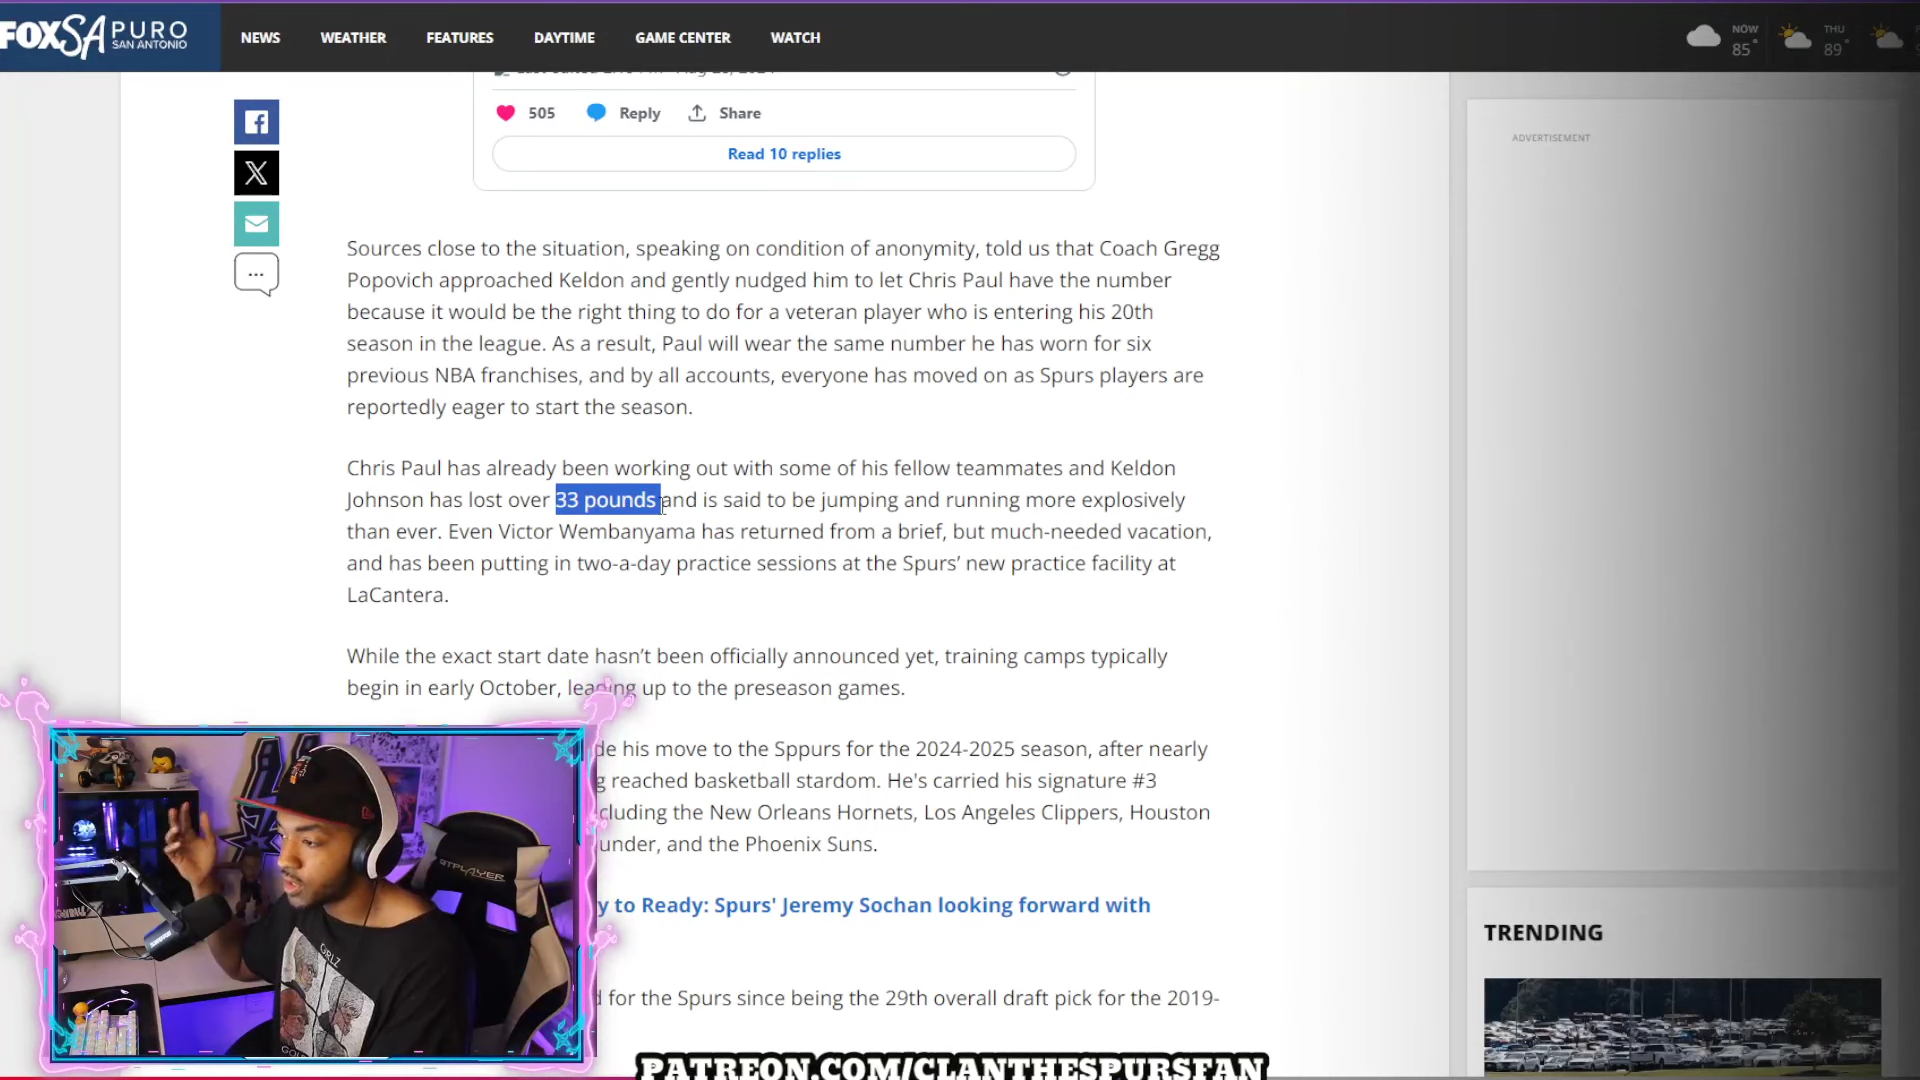 FOX SA PURO SAN ANTONIO
NEWS WEATHER FEATURES DAYTIME GAME CENTER WATCH
NOW 85° THU 89°
505 Reply Share
Read 10 replies
ADVERTISEMENT
Sources close to the situation, speaking on condition of anonymity, told us that Coach Gregg
Popovich approached Keldon and gently nudged him to let Chris Paul have the number
because it would be the right thing to do for a veteran player who is entering his 20th
season in the league. As a result, Paul will wear the same number he has worn for six
previous NBA franchises, and by all accounts, everyone has moved on as Spurs players are
reportedly eager to start the season.
Chris Paul has already been working out with some of his fellow teammates and Keldon
Johnson has lost over 33 pounds and is said to be jumping and running more explosively
than ever. Even Victor Wembanyama has returned from a brief, but much-needed vacation,
and has been putting in two-a-day practice sessions at the Spurs’ new practice facility at
LaCantera.
While the exact start date hasn’t been officially announced yet, training camps typically
begin in early October, leading up to the preseason games.
his move to the Sppurs for the 2024-2025 season, after nearly
reached basketball stardom. He's carried his signature #3
the New Orleans Hornets, Los Angeles Clippers, Houston
and the Phoenix Suns.
to Ready: Spurs' Jeremy Sochan looking forward with
for the Spurs since being the 29th overall draft pick for the 2019-
TRENDING
GTPLAYER
GIRLZ
PATREON.COM/CLANTHESPURSFAN